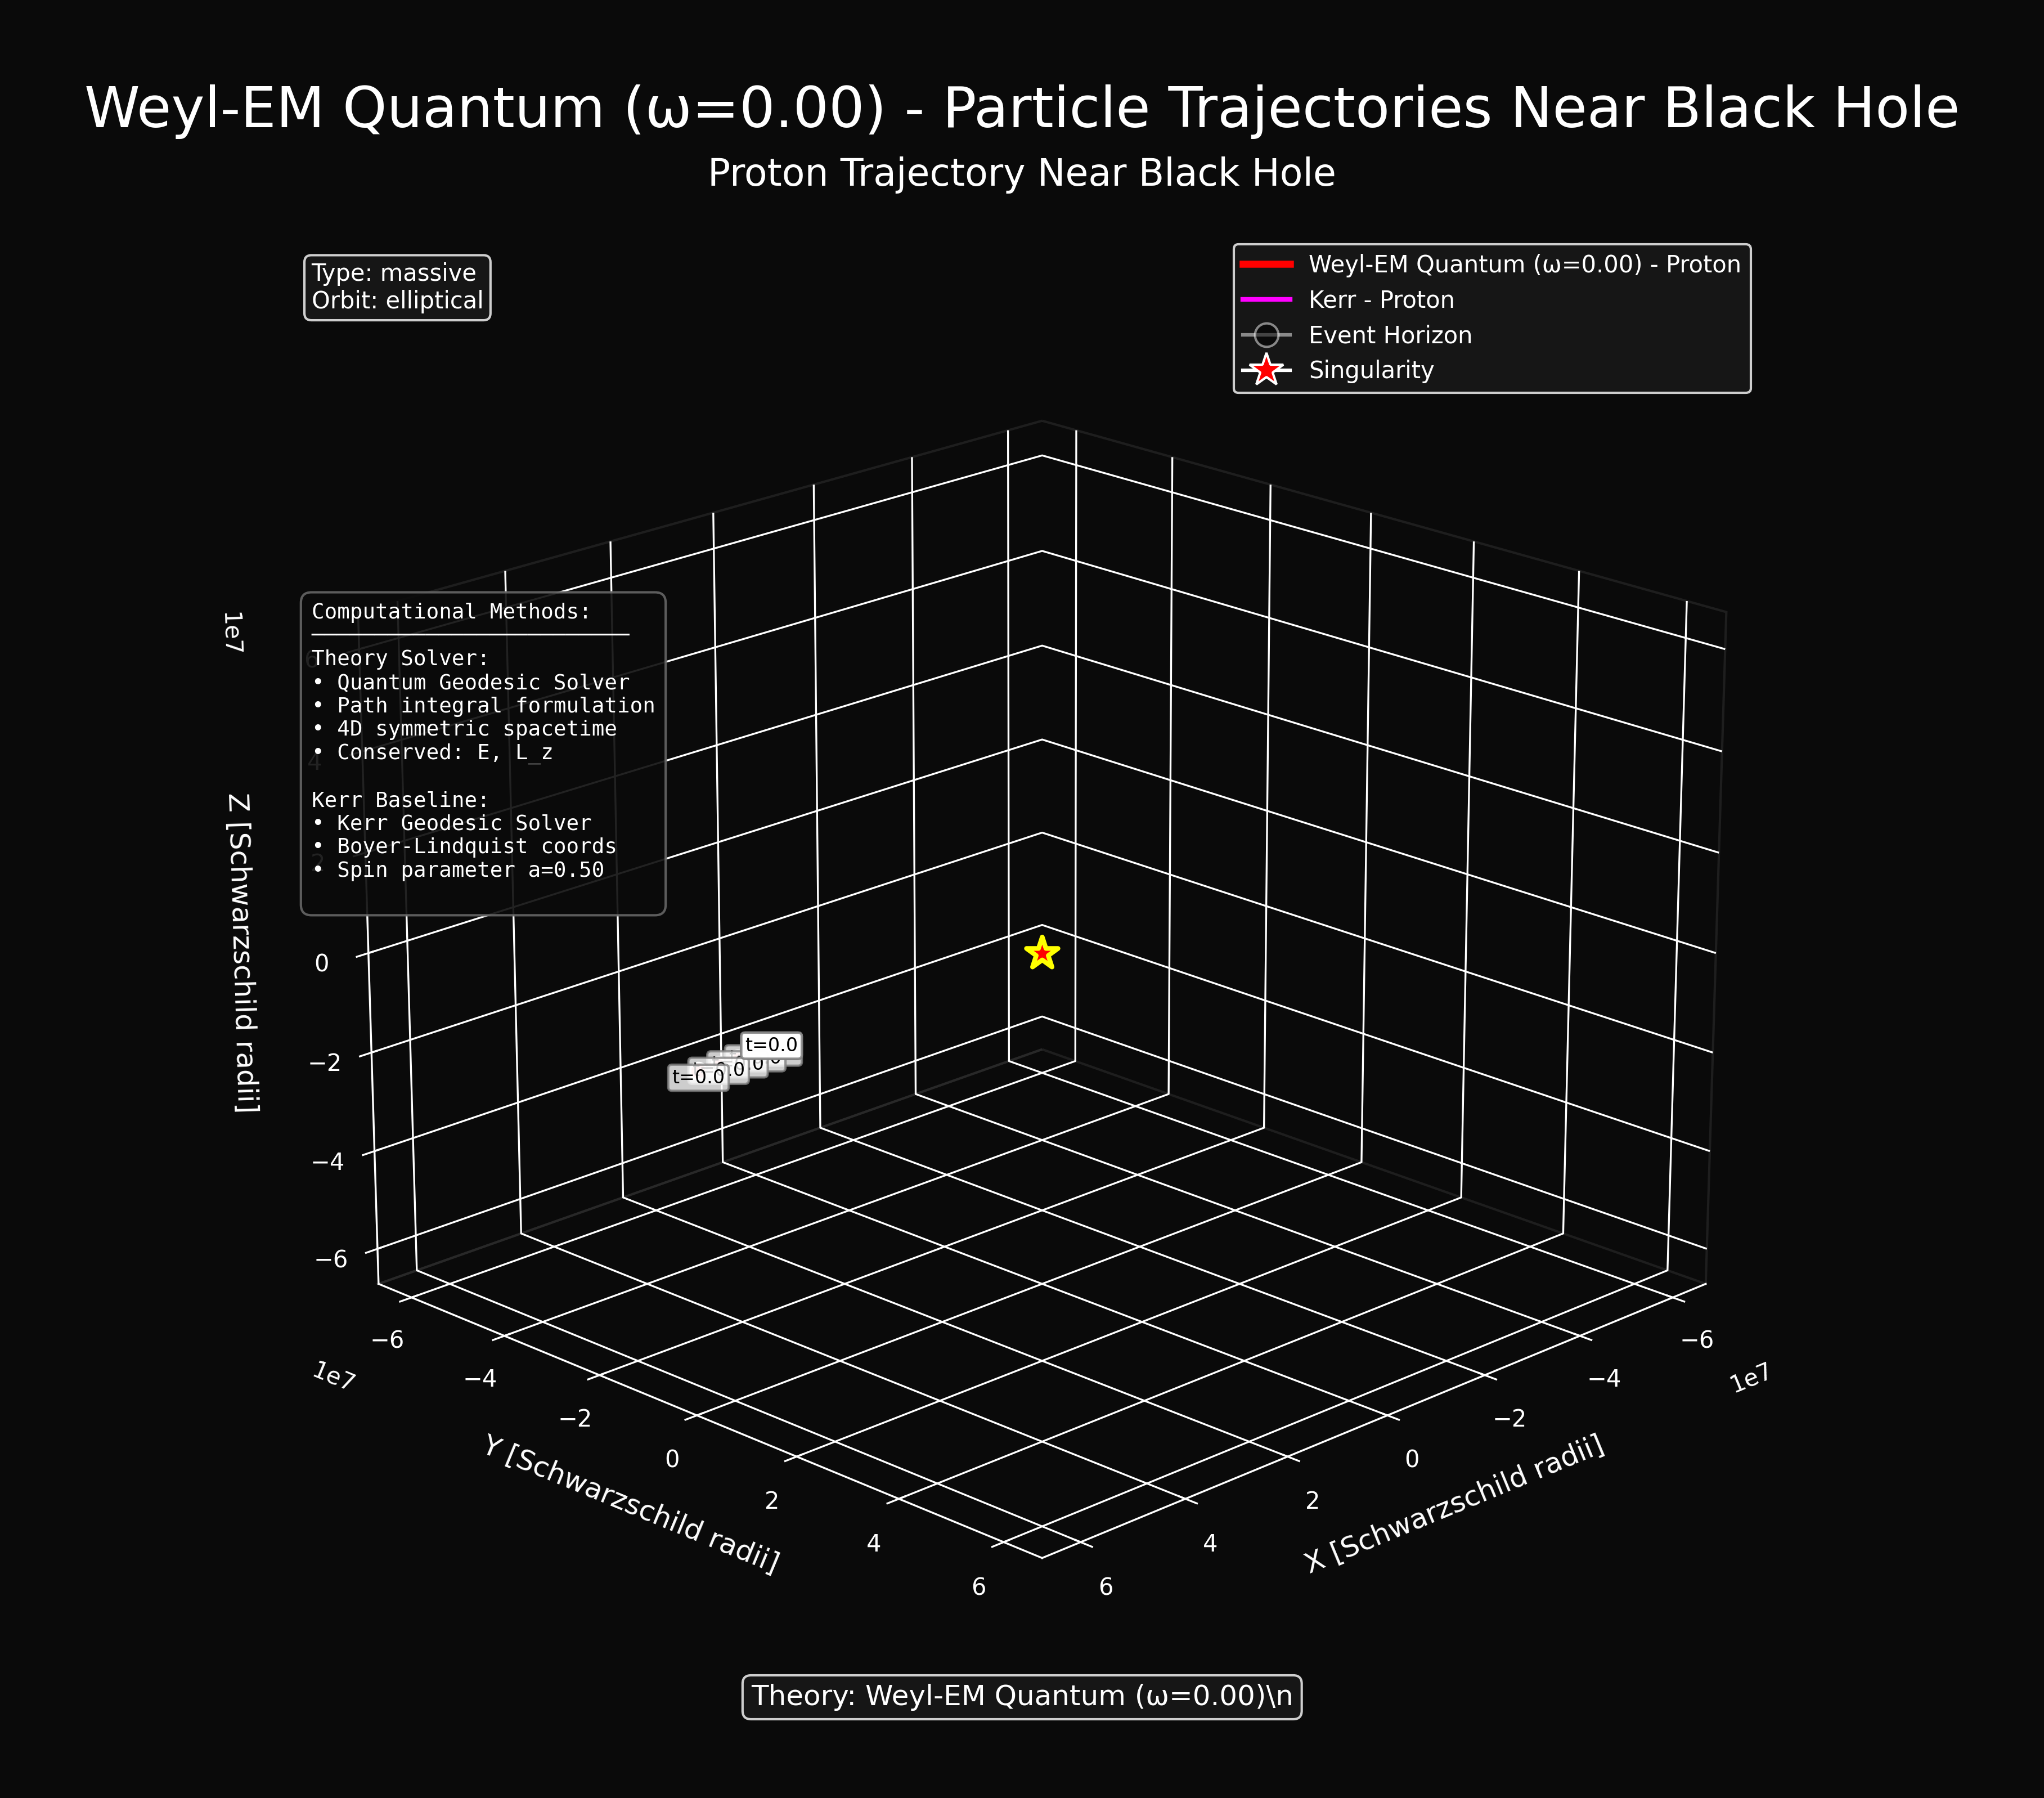 Weyl-EM Quantum (ω=0.00) - Particle Trajectories Near Black Hole
Proton Trajectory Near Black Hole
Type: massive
Orbit: elliptical
Weyl-EM Quantum (ω=0.00) - Proton
Kerr - Proton
Event Horizon
Singularity
Computational Methods:
Theory Solver:
• Quantum Geodesic Solver
• Path integral formulation
• 4D symmetric spacetime
• Conserved: E, L_z
Kerr Baseline:
• Kerr Geodesic Solver
• Boyer-Lindquist coords
• Spin parameter a=0.50
1e7
Z [Schwarzschild radii]
6
4
2
0
−2
−4
−6
t=0.0
t=0.0
−6
−4
−2
0
2
4
6
1e7
Y [Schwarzschild radii]
6
4
2
0
−2
−4
−6
1e7
X [Schwarzschild radii]
Theory: Weyl-EM Quantum (ω=0.00)\n